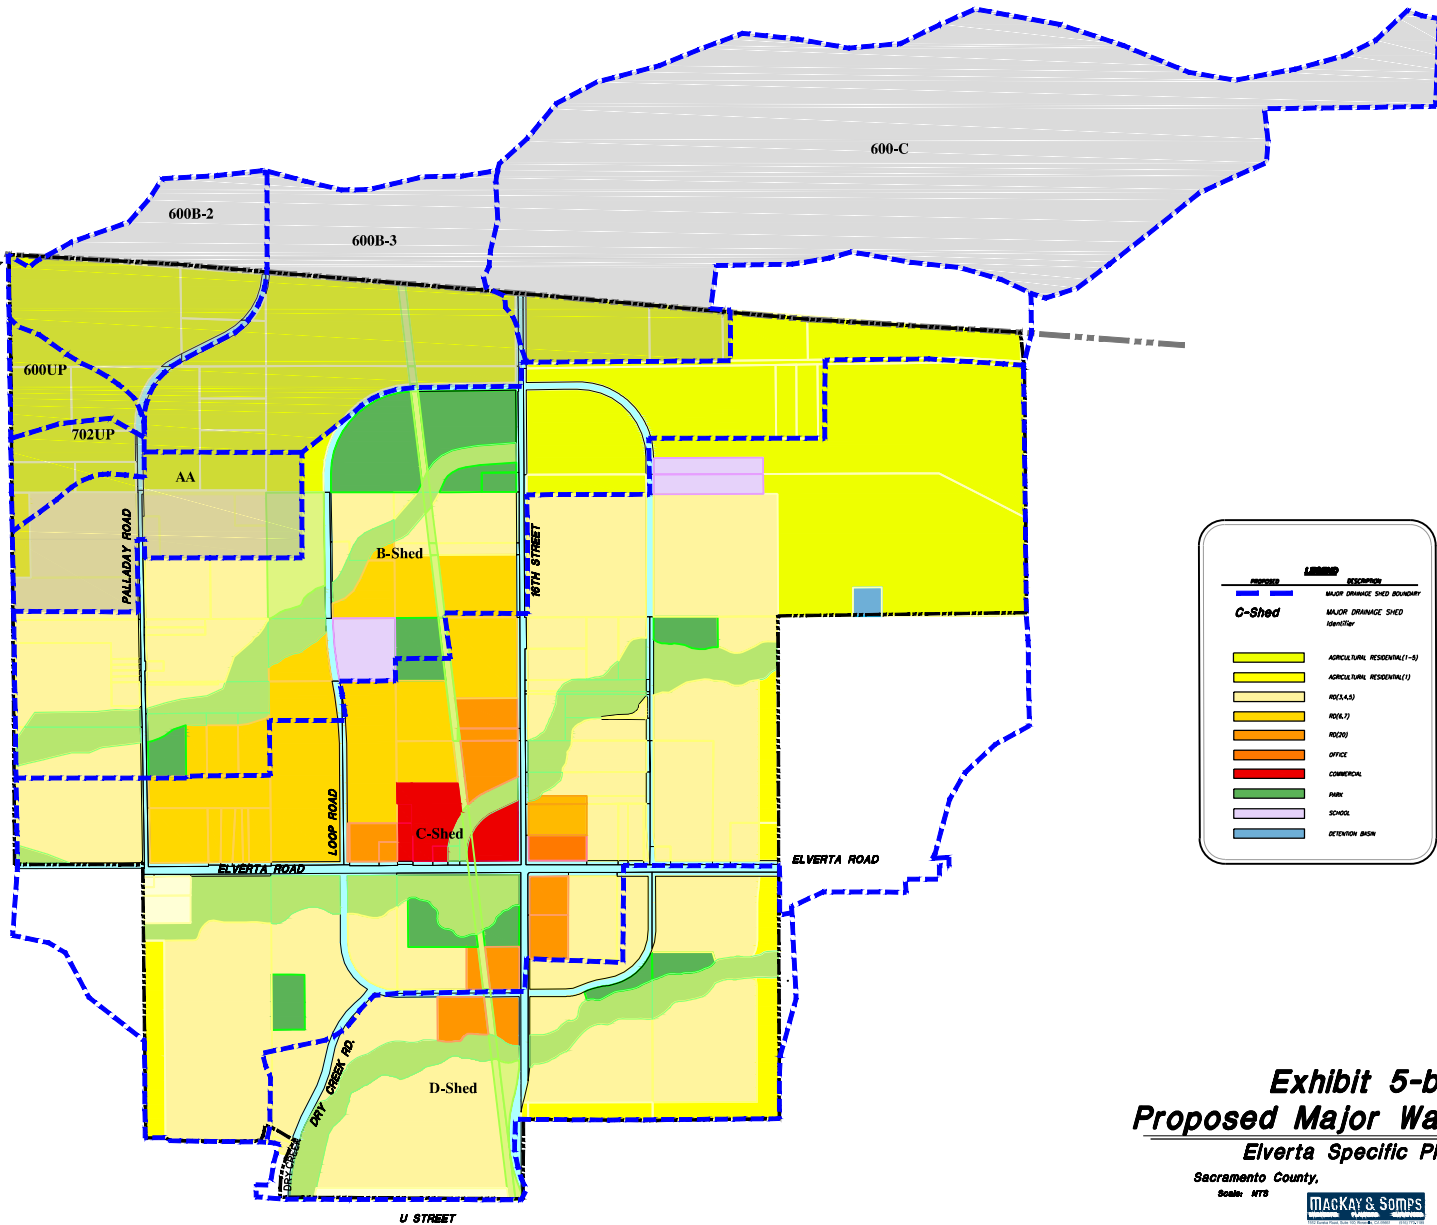 600-C
600B-2
600B-3
600UP
702UP
AA
PALLADAY ROAD
B-Shed
16TH STREET
LOOP ROAD
C-Shed
ELVERTA ROAD
ELVERTA ROAD
DRY CREEK RD.
D-Shed
DRY CREEK
U STREET
LEGEND
PROPOSED DESCRIPTION
MAJOR DRAINAGE SHED BOUNDARY
C-Shed MAJOR DRAINAGE SHED
Identifier
AGRICULTURAL RESIDENTIAL(1-5)
AGRICULTURAL RESIDENTIAL(1)
RD(3,4,5)
RD(6,7)
RD(20)
OFFICE
COMMERCIAL
PARK
SCHOOL
DETENTION BASIN
Exhibit 5-b
Proposed Major Wa
Elverta Specific Pl
Sacramento County,
Scale: NTS
MACKAY & SOMPS